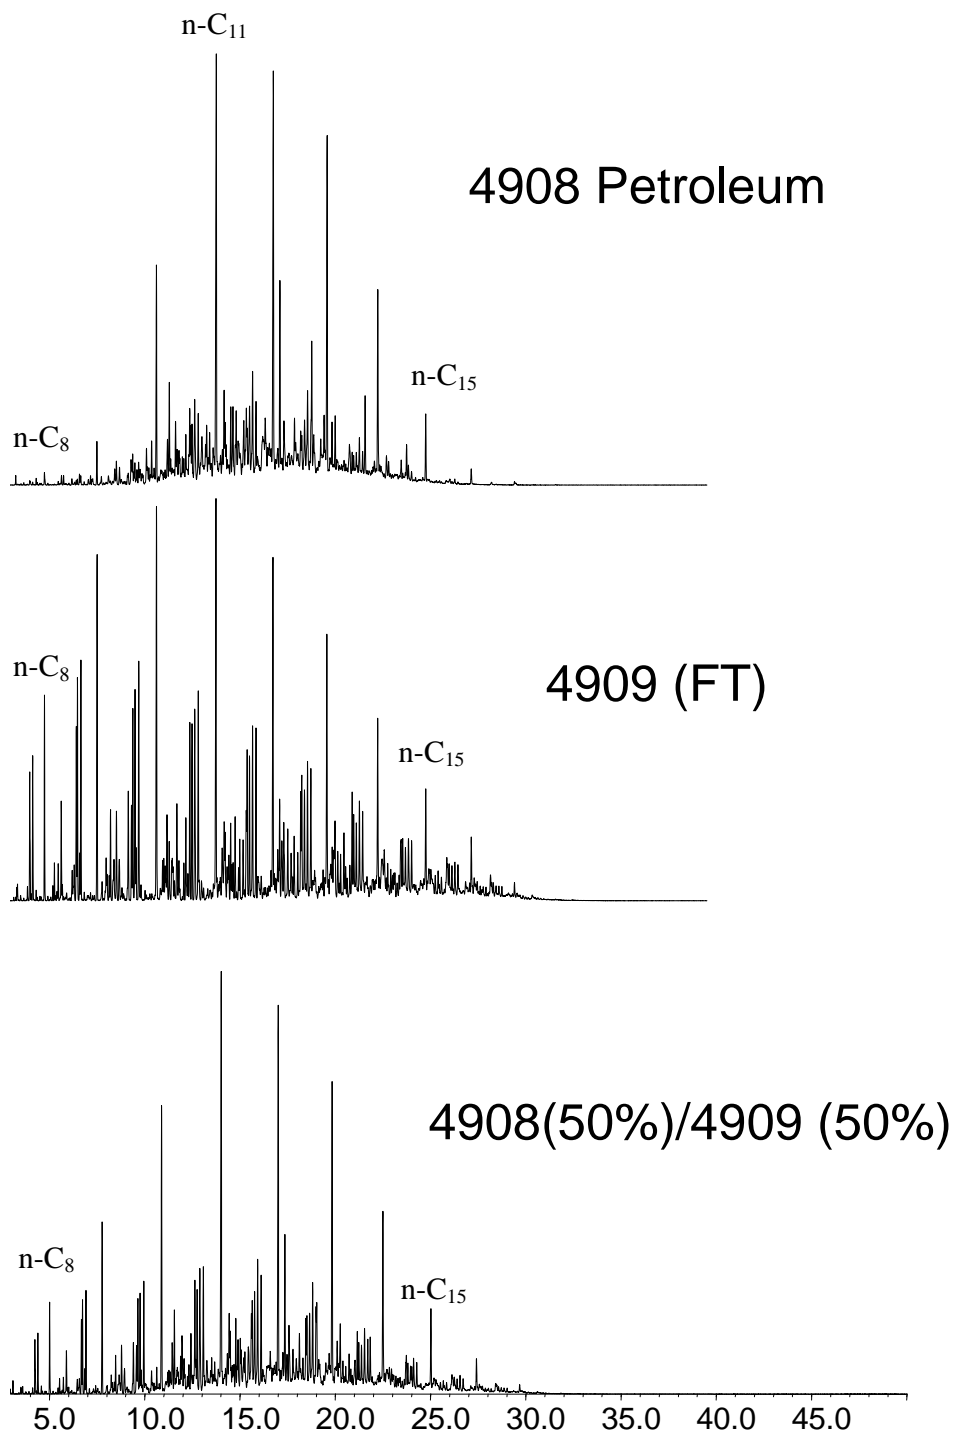 n-C₁₁
4908 Petroleum
n-C₁₅
n-C₈
n-C₈
4909 (FT)
n-C₁₅
4908(50%)/4909 (50%)
n-C₈
n-C₁₅
5.0 10.0 15.0 20.0 25.0 30.0 35.0 40.0 45.0